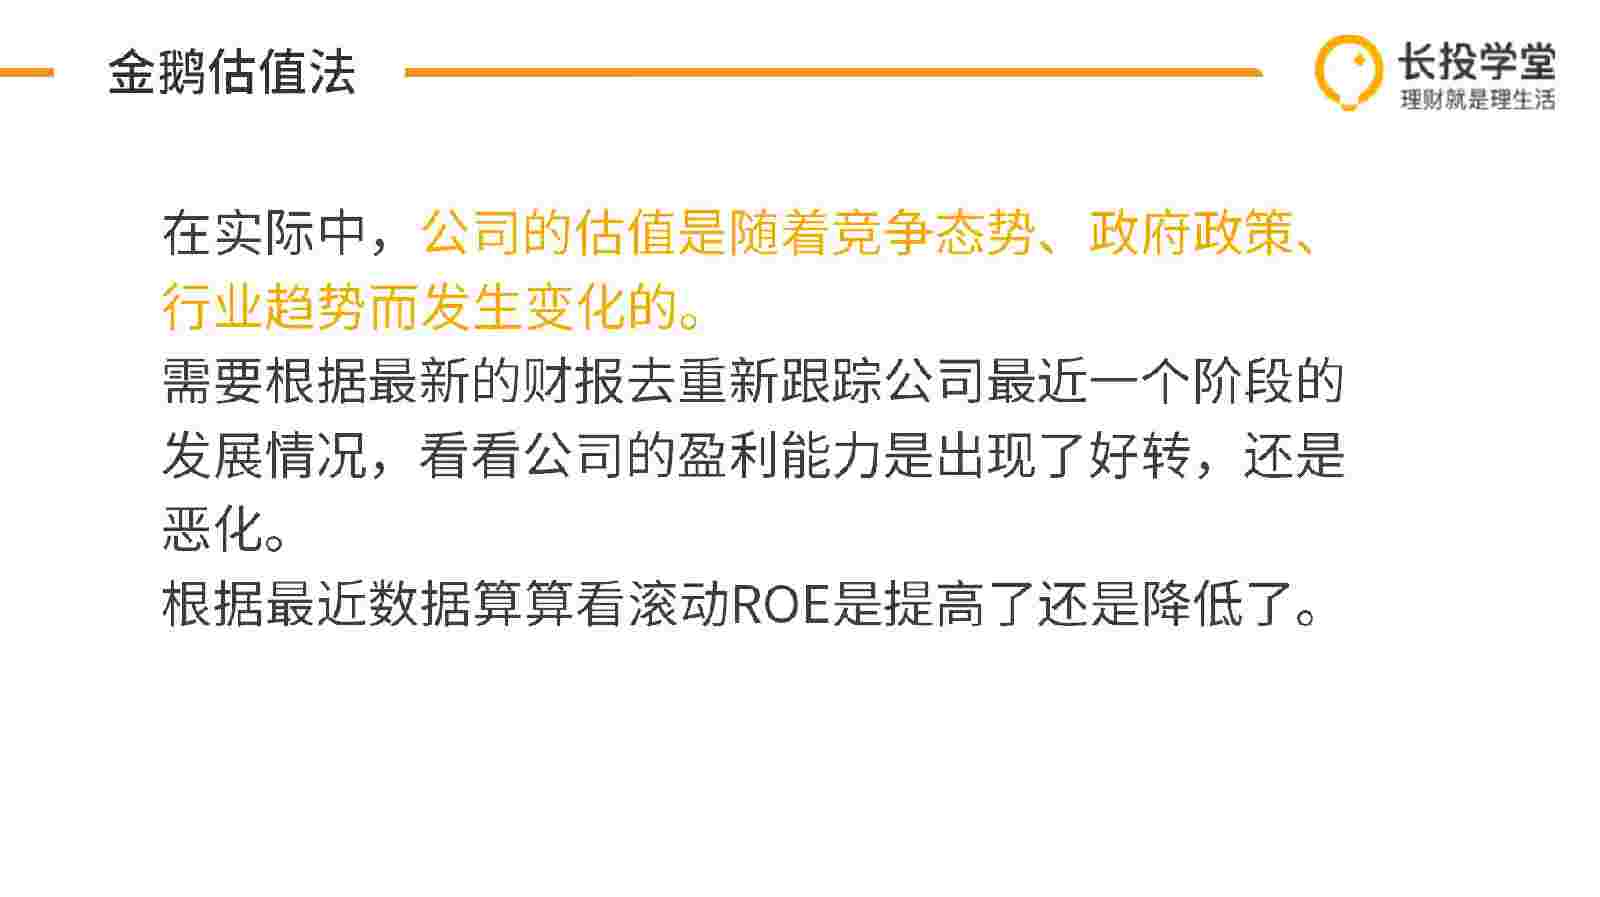 金鹅估值法
长投学堂
理财就是理生活
在实际中，公司的估值是随着竞争态势、政府政策、
行业趋势而发生变化的。
需要根据最新的财报去重新跟踪公司最近一个阶段的
发展情况，看看公司的盈利能力是出现了好转，还是
恶化。
根据最近数据算算看滚动ROE是提高了还是降低了。